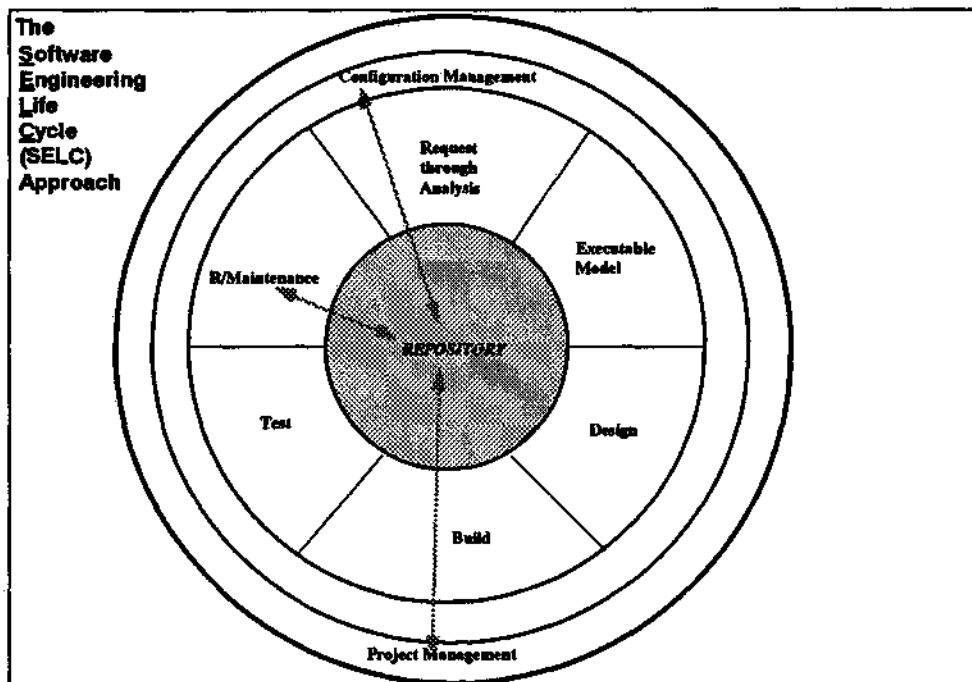 The
Software
Engineering
Life
Cycle
(SELC)
Approach
Configuration Management
Request
through
Analysis
Executable
Model
R/Maintenance
REPOSITORY
Test
Design
Build
Project Management